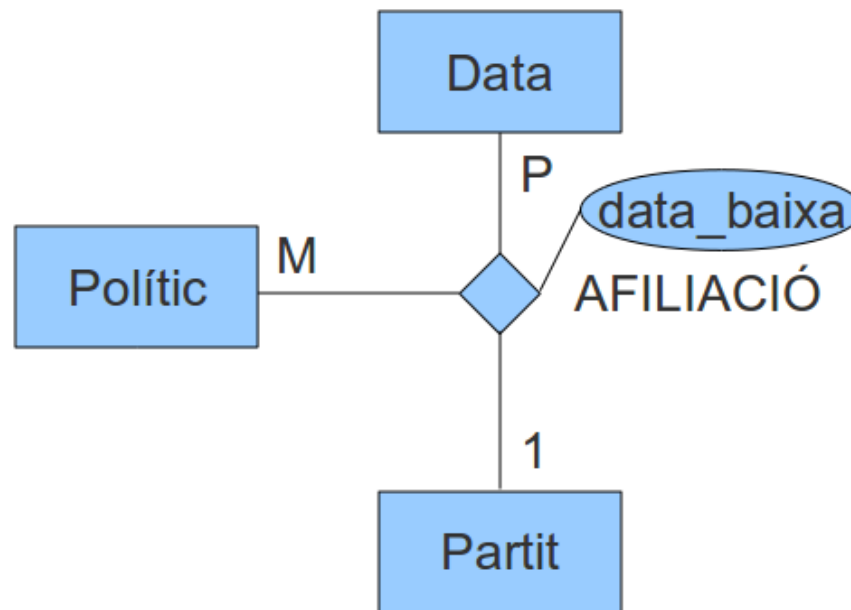 Data
P
data_baixa
Polític
M
AFILIACIÓ
1
Partit